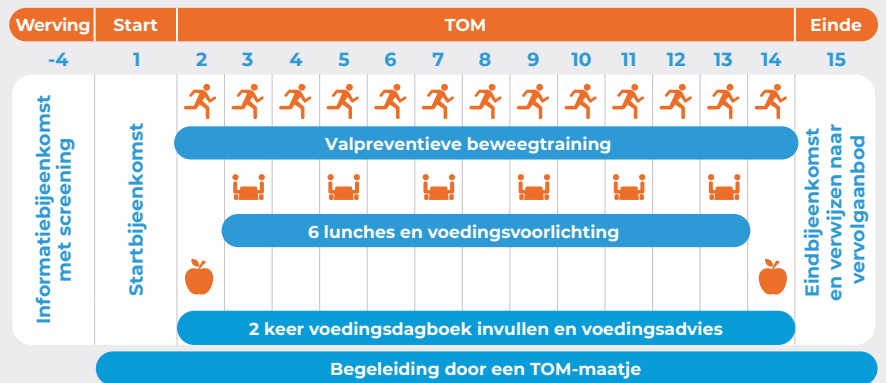 Werving Start TOM Einde
-4 1 2 3 4 5 6 7 8 9 10 11 12 13 14 15
Informatiebijeenkomst
met screening
Startbijeenkomst
Valpreventieve beweegtraining
6 lunches en voedingsvoorlichting
2 keer voedingsdagboek invullen en voedingsadvies
Eindbijeenkomst
en verwijzen naar
vervolgaanbod
Begeleiding door een TOM-maatje